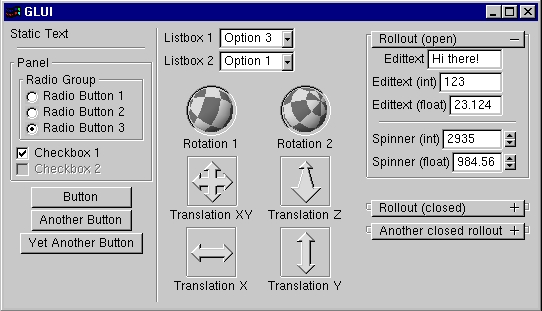 GLUI
Static Text
Panel
Radio Group
Radio Button 1
Radio Button 2
Radio Button 3
Checkbox 1
Checkbox 2
Button
Another Button
Yet Another Button
Listbox 1 Option 3
Listbox 2 Option 1
Rotation 1 Rotation 2
Translation XY Translation Z
Translation X Translation Y
Rollout (open)
Edittext Hi there!
Edittext (int) 123
Edittext (float) 23.124
Spinner (int) 2935
Spinner (float) 984.56
Rollout (closed)
Another closed rollout